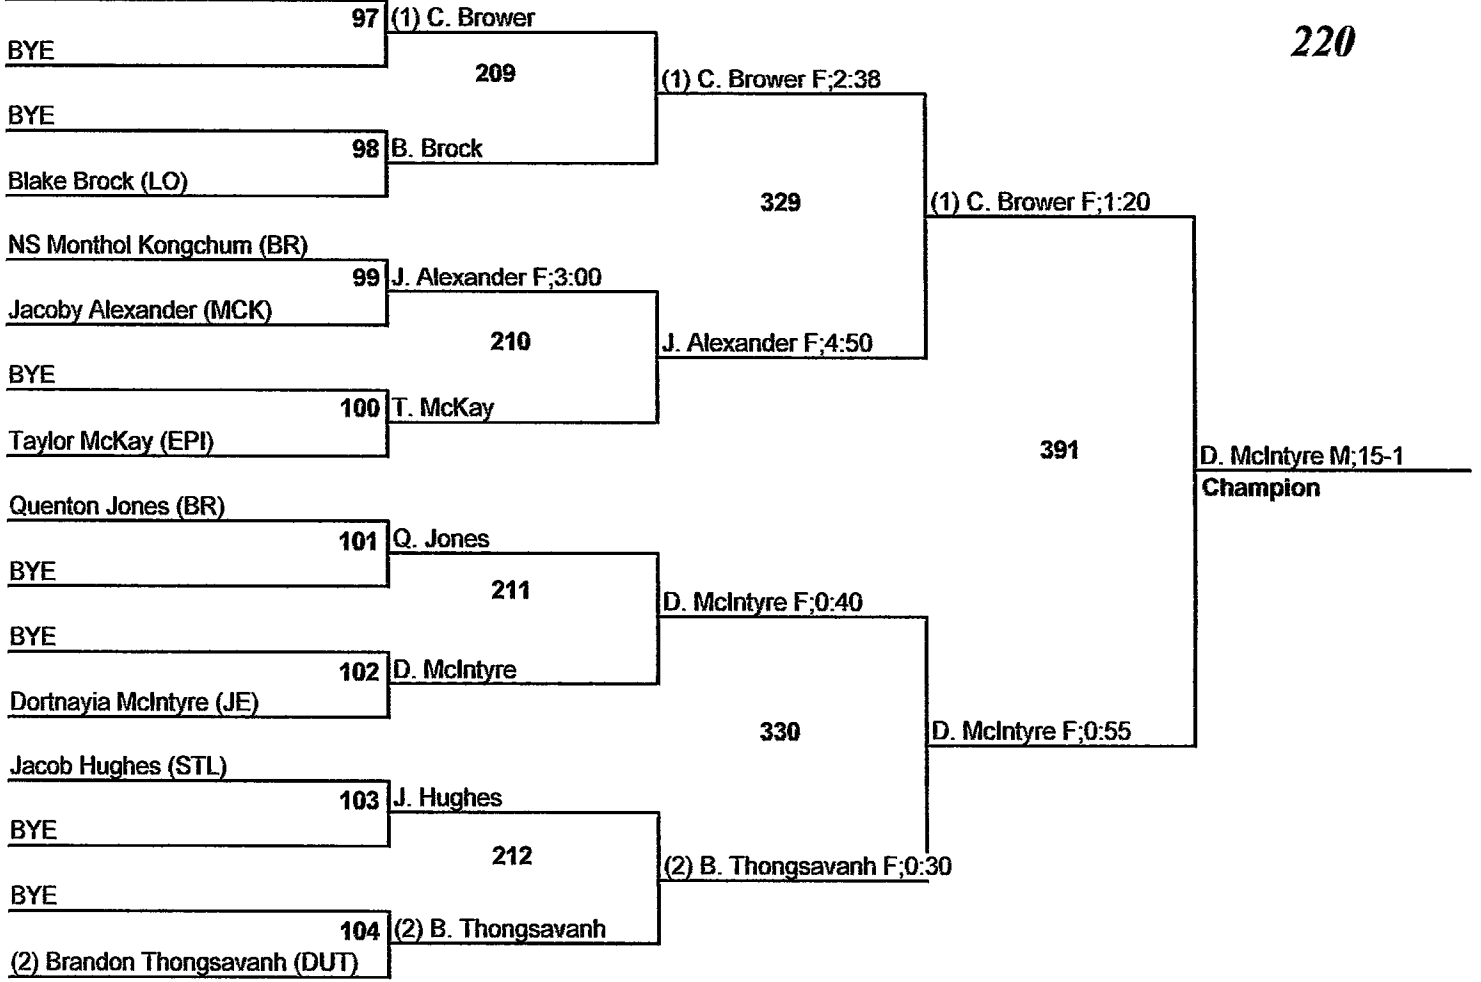 220
97 (1) C. Brower
BYE
209
(1) C. Brower F;2:38
BYE
98 B. Brock
Blake Brock (LO)
329
(1) C. Brower F;1:20
NS Monthol Kongchum (BR)
99 J. Alexander F;3:00
Jacoby Alexander (MCK)
210
J. Alexander F;4:50
BYE
100 T. McKay
Taylor McKay (EPI)
391
D. McIntyre M;15-1
Champion
Quenton Jones (BR)
101 Q. Jones
BYE
211
D. McIntyre F;0:40
BYE
102 D. McIntyre
Dortnayia McIntyre (JE)
330
D. McIntyre F;0:55
Jacob Hughes (STL)
103 J. Hughes
BYE
212
(2) B. Thongsavanh F;0:30
BYE
104 (2) B. Thongsavanh
(2) Brandon Thongsavanh (DUT)